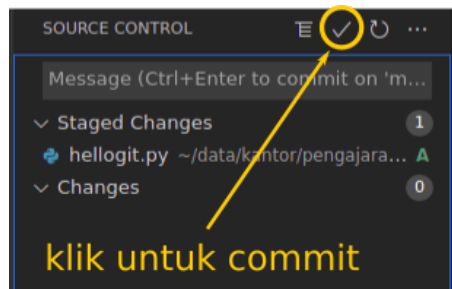 SOURCE CONTROL
Message (Ctrl+Enter to commit on 'm...
Staged Changes 1
hellogit.py ~/data/kantor/pengajara... A
Changes 0
klik untuk commit